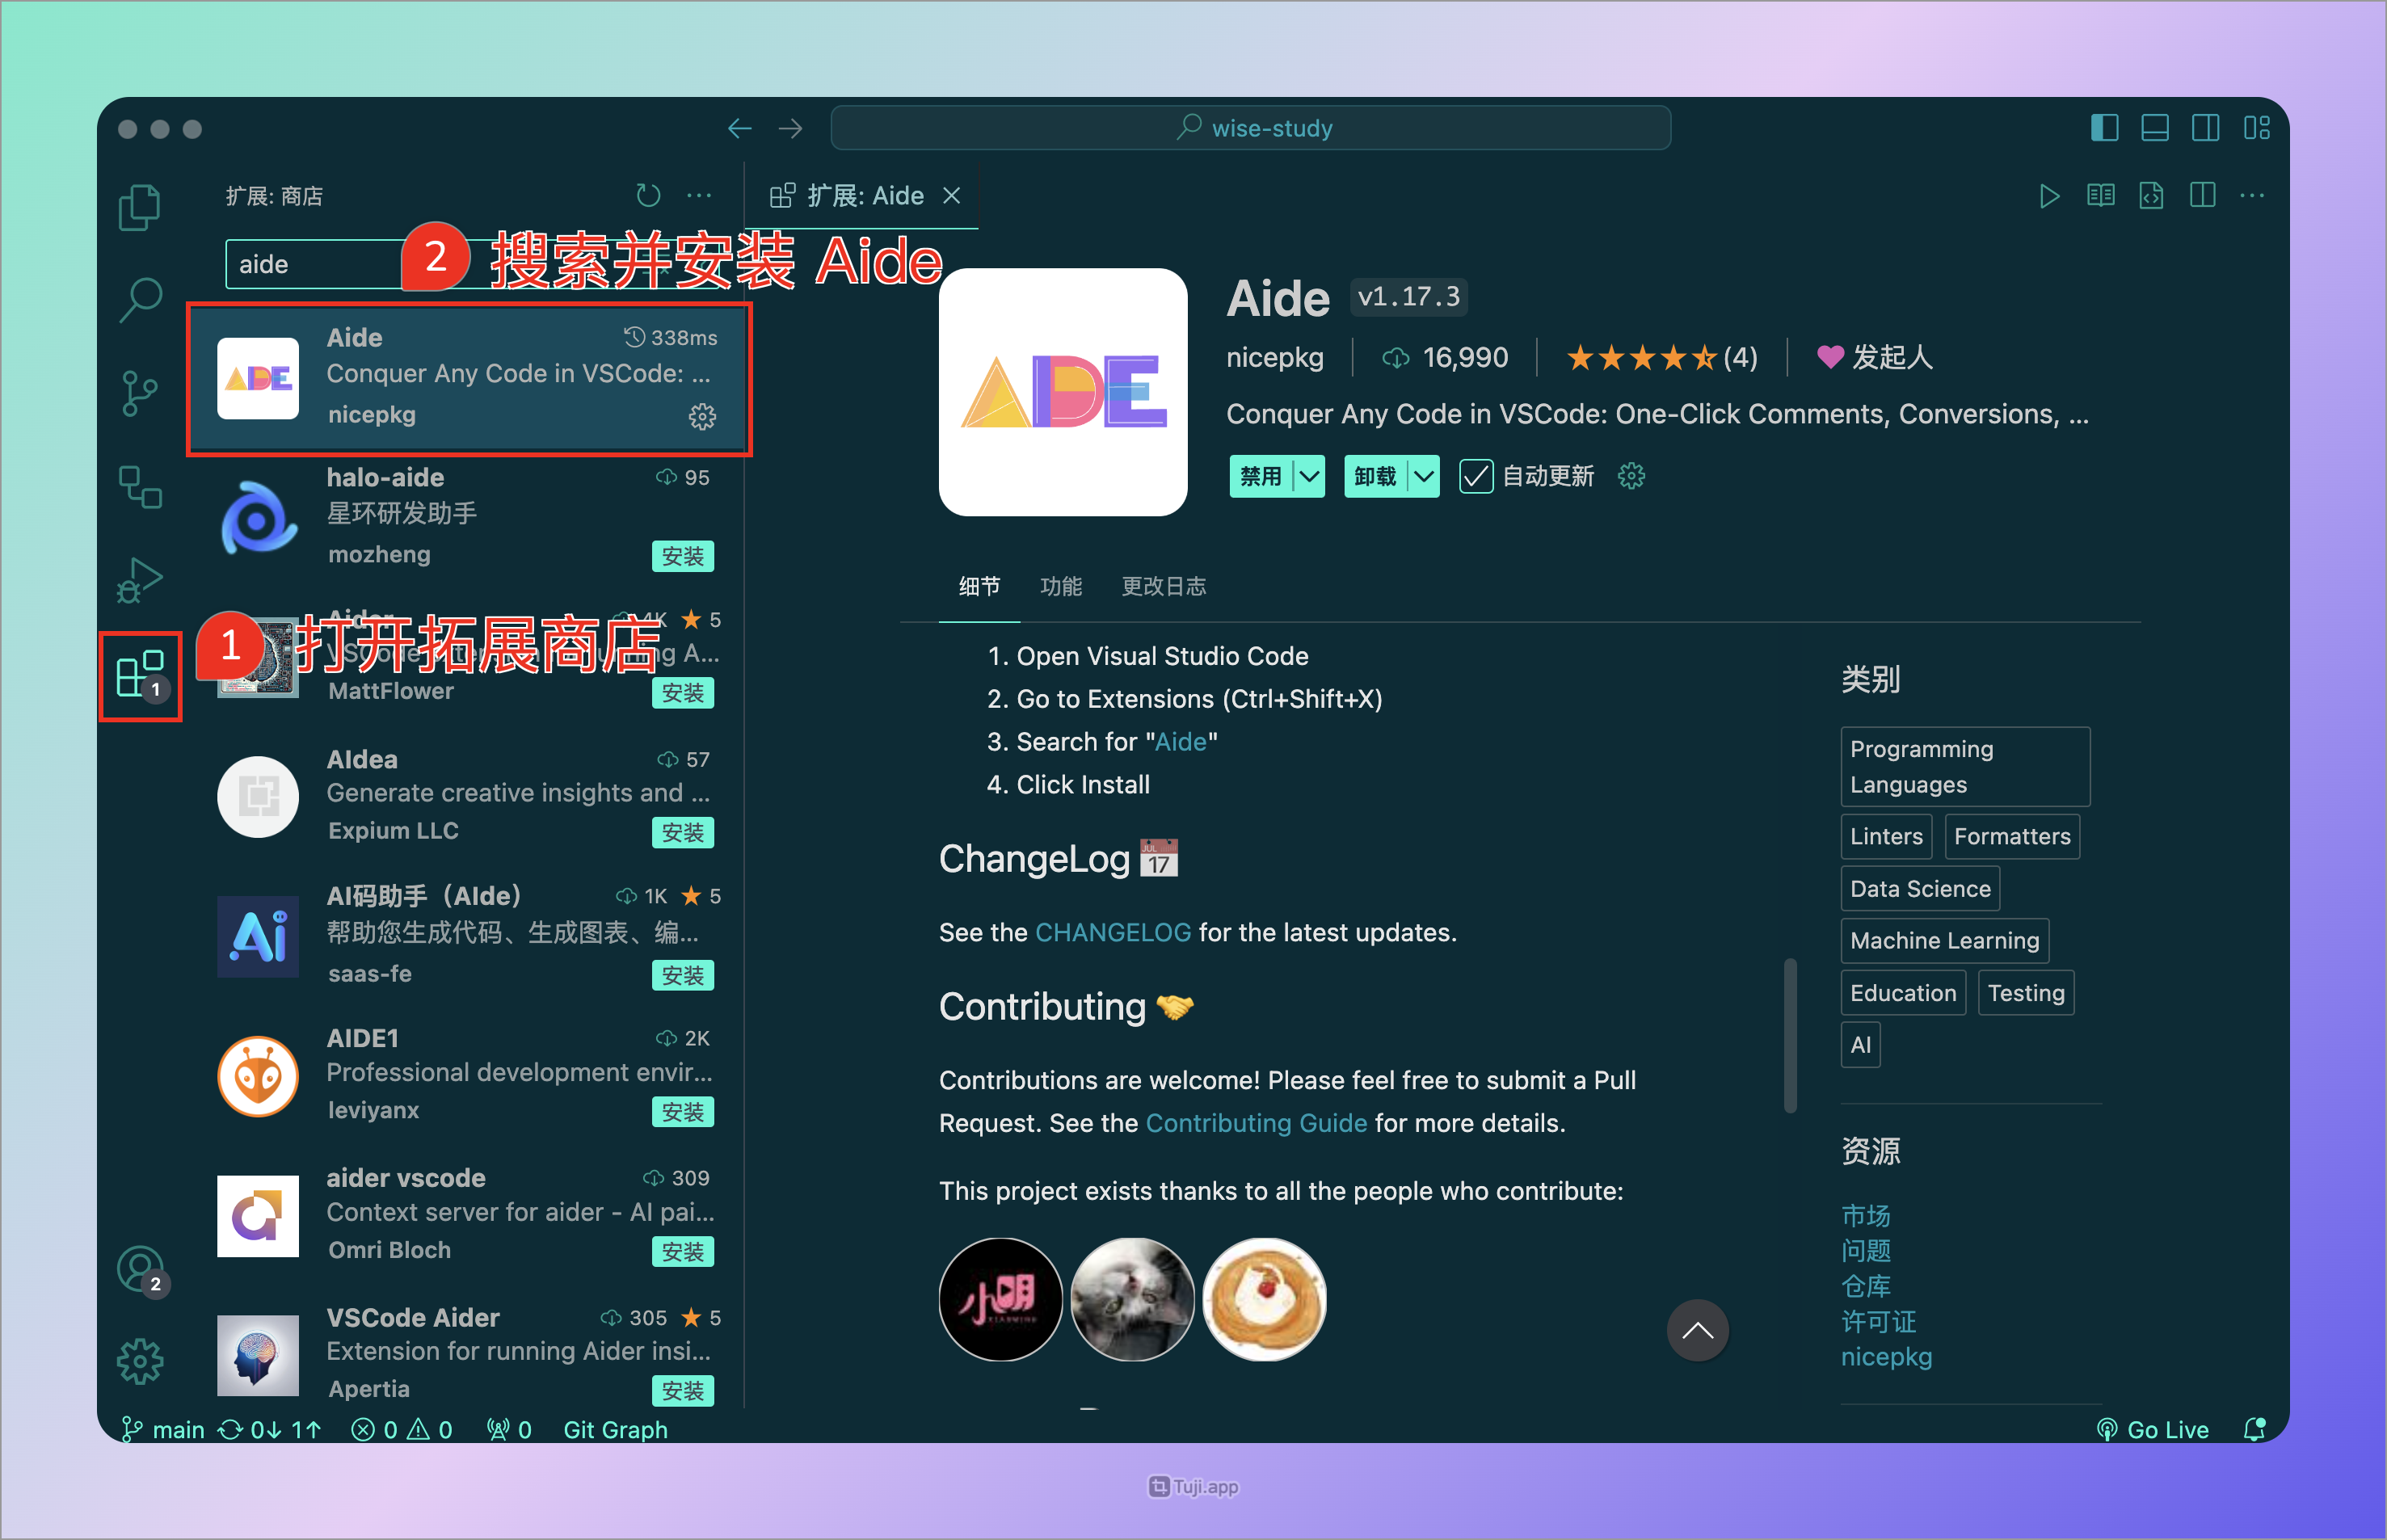 wise-study
扩展: 商店
扩展: Aide
aide
2 搜索并安装 Aide
Aide 338ms
Conquer Any Code in VSCode: ...
nicepkg
halo-aide 95
星环研发助手
mozheng 安装
Aider 4K 5
1 打开拓展商店
MattFlower 安装
1
AIdea 57
Generate creative insights and ...
Expium LLC 安装
AI码助手（AIde） 1K 5
帮助您生成代码、生成图表、编...
saas-fe 安装
AIDE1 2K
Professional development envir...
leviyanx 安装
aider vscode 309
Context server for aider - AI pai...
Omri Bloch 安装
2
VSCode Aider 305 5
Extension for running Aider insi...
Apertia 安装
ADE
Aide v1.17.3
nicepkg 16,990 (4) 发起人
Conquer Any Code in VSCode: One-Click Comments, Conversions, ...
禁用 卸载 自动更新
细节 功能 更改日志
1. Open Visual Studio Code
2. Go to Extensions (Ctrl+Shift+X)
3. Search for "Aide"
4. Click Install
ChangeLog
JUL 17
See the CHANGELOG for the latest updates.
Contributing
Contributions are welcome! Please feel free to submit a Pull
Request. See the Contributing Guide for more details.
This project exists thanks to all the people who contribute:
小明
XIAOMING
类别
Programming
Languages
Linters Formatters
Data Science
Machine Learning
Education Testing
AI
资源
市场
问题
仓库
许可证
nicepkg
main 0↓ 1↑ 0 0 0 Git Graph Go Live
Tuji.app